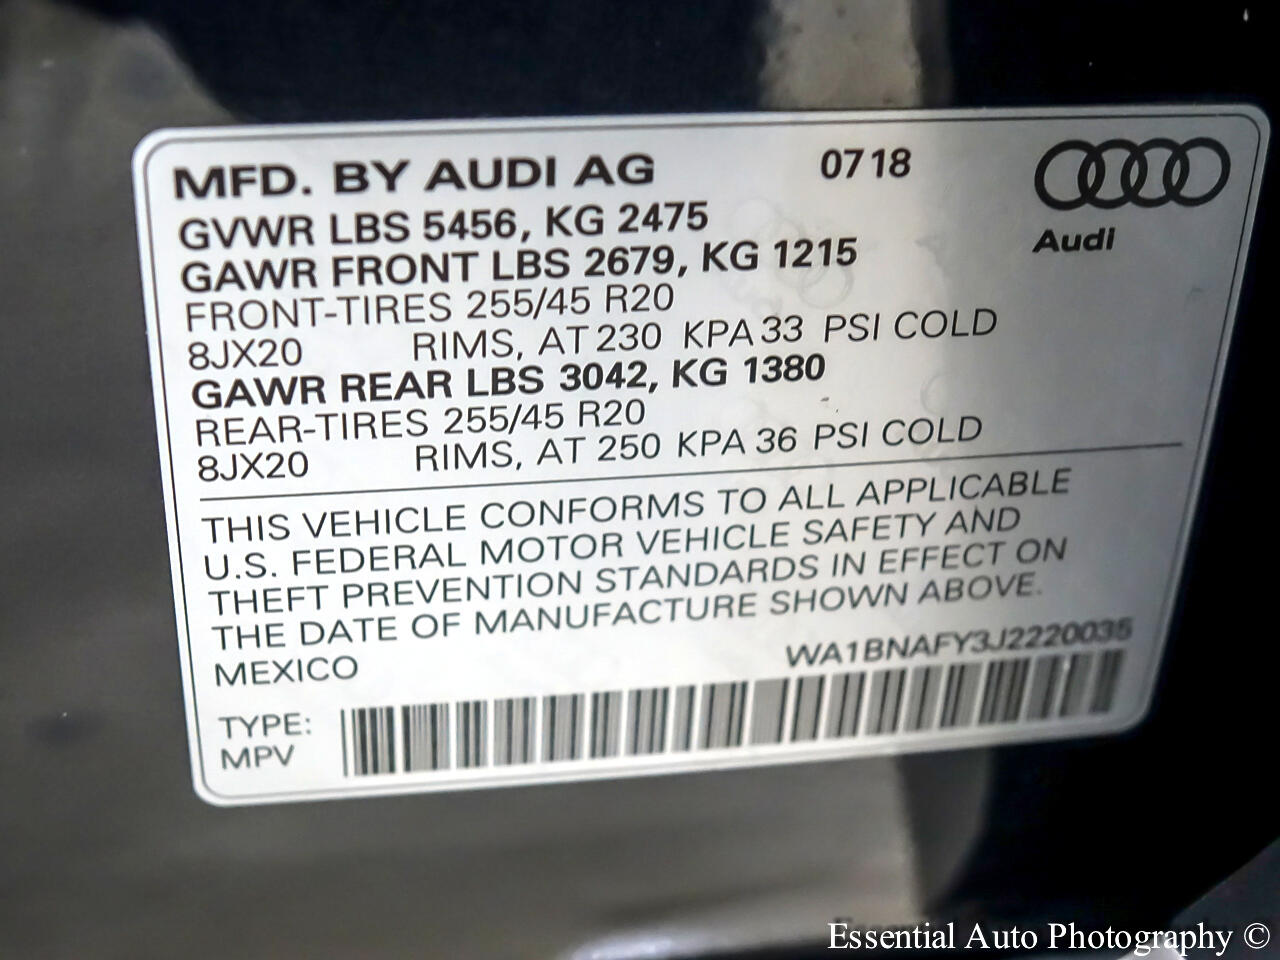 MFD. BY AUDI AG 0718
Audi
GVWR LBS 5456, KG 2475
GAWR FRONT LBS 2679, KG 1215
FRONT-TIRES 255/45 R20
8JX20 RIMS, AT 230 KPA 33 PSI COLD
GAWR REAR LBS 3042, KG 1380
REAR-TIRES 255/45 R20
8JX20 RIMS, AT 250 KPA 36 PSI COLD
THIS VEHICLE CONFORMS TO ALL APPLICABLE
U.S. FEDERAL MOTOR VEHICLE SAFETY AND
THEFT PREVENTION STANDARDS IN EFFECT ON
THE DATE OF MANUFACTURE SHOWN ABOVE.
MEXICO WA1BNAFY3J2220035
TYPE:
MPV
Essential Auto Photography ©